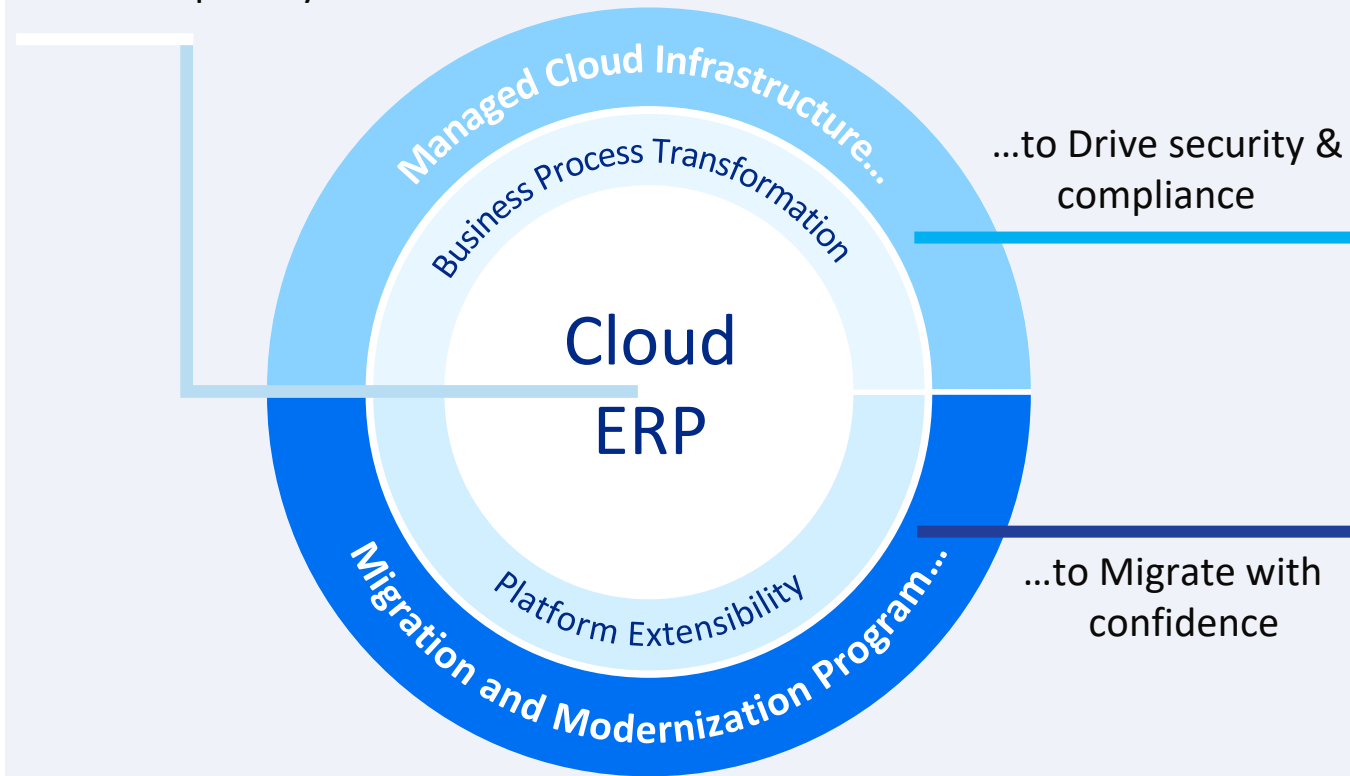 Managed Cloud Infrastructure...
Business Process Transformation
...to Drive security &
compliance
Cloud
ERP
Platform Extensibility
Migration and Modernization Program...
...to Migrate with
confidence